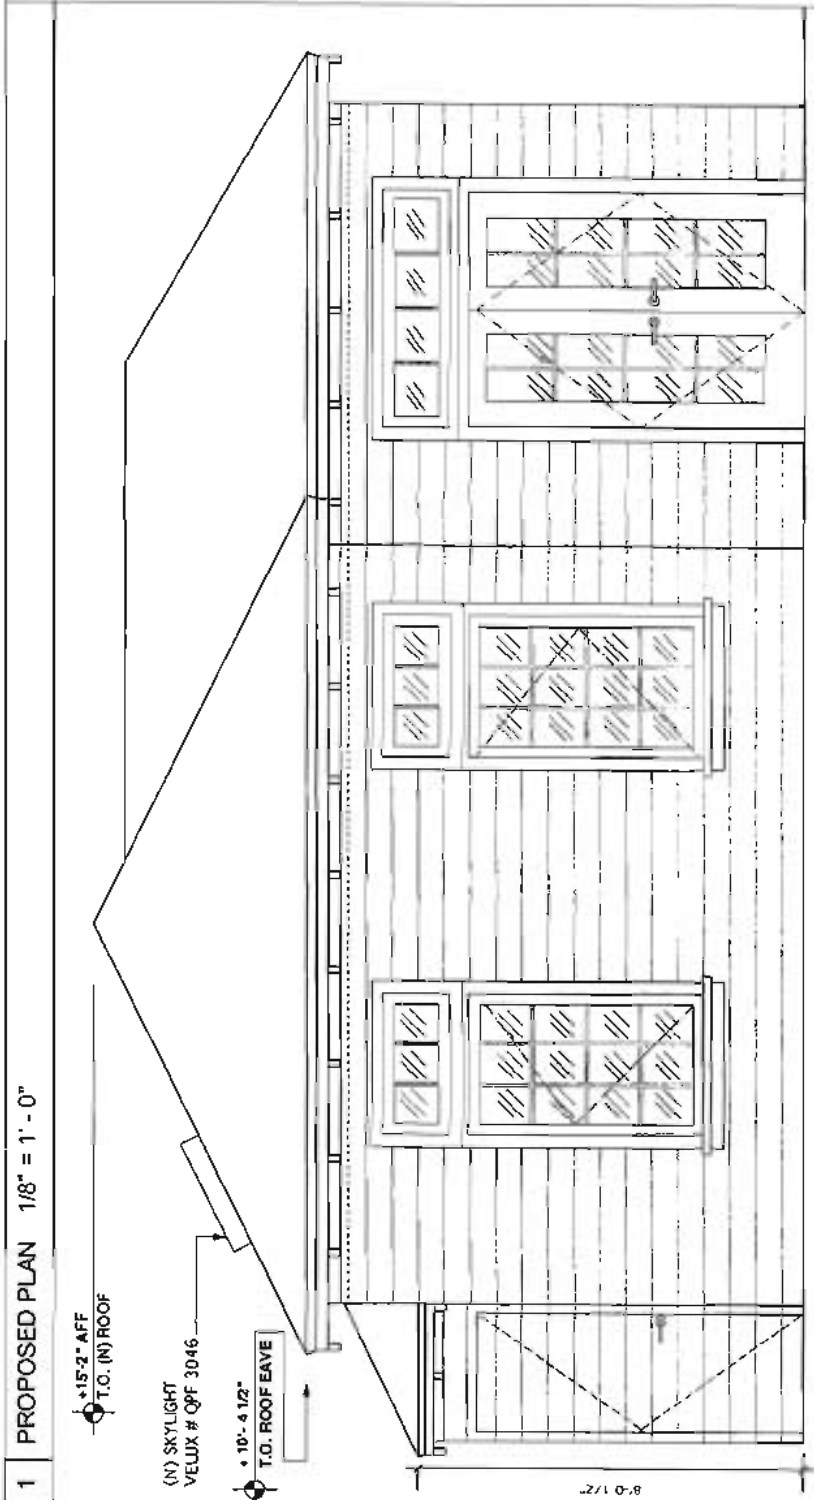 1 PROPOSED PLAN 1/8" = 1' - 0"
+15'-2" AFF
T.O. (N) ROOF
(N) SKYLIGHT
VELUX # QPF 3046
+ 10'- 4 1/2"
T.O. ROOF EAVE
8'-0 1/2"